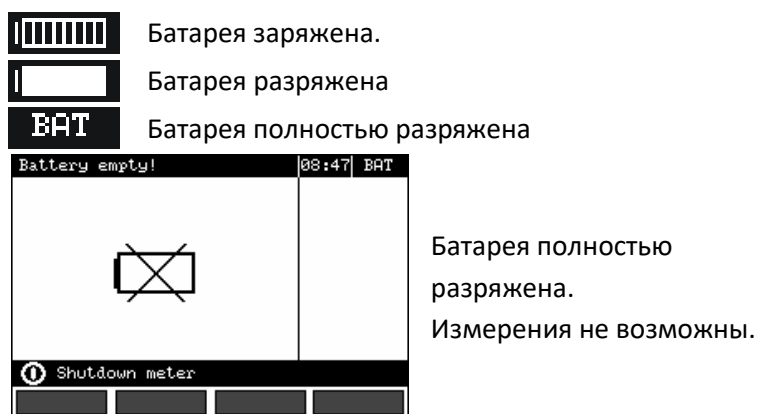 Батарея заряжена.
Батарея разряжена
BAT Батарея полностью разряжена
Battery empty! 08:47 BAT
Батарея полностью
разряжена.
Измерения не возможны.
Shutdown meter